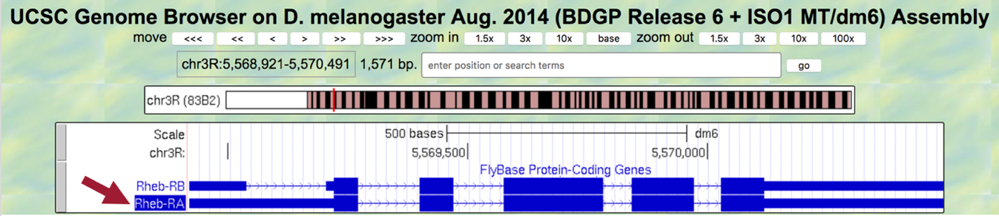 UCSC Genome Browser on D. melanogaster Aug. 2014 (BDGP Release 6 + ISO1 MT/dm6) Assembly
move <<< << < > >> >>> zoom in 1.5x 3x 10x base zoom out 1.5x 3x 10x 100x
chr3R:5,568,921-5,570,491 1,571 bp. enter position or search terms go
chr3R (83B2)
Scale 500 bases dm6
chr3R: 5,569,500 5,570,000
FlyBase Protein-Coding Genes
Rheb-RB
Rheb-RA